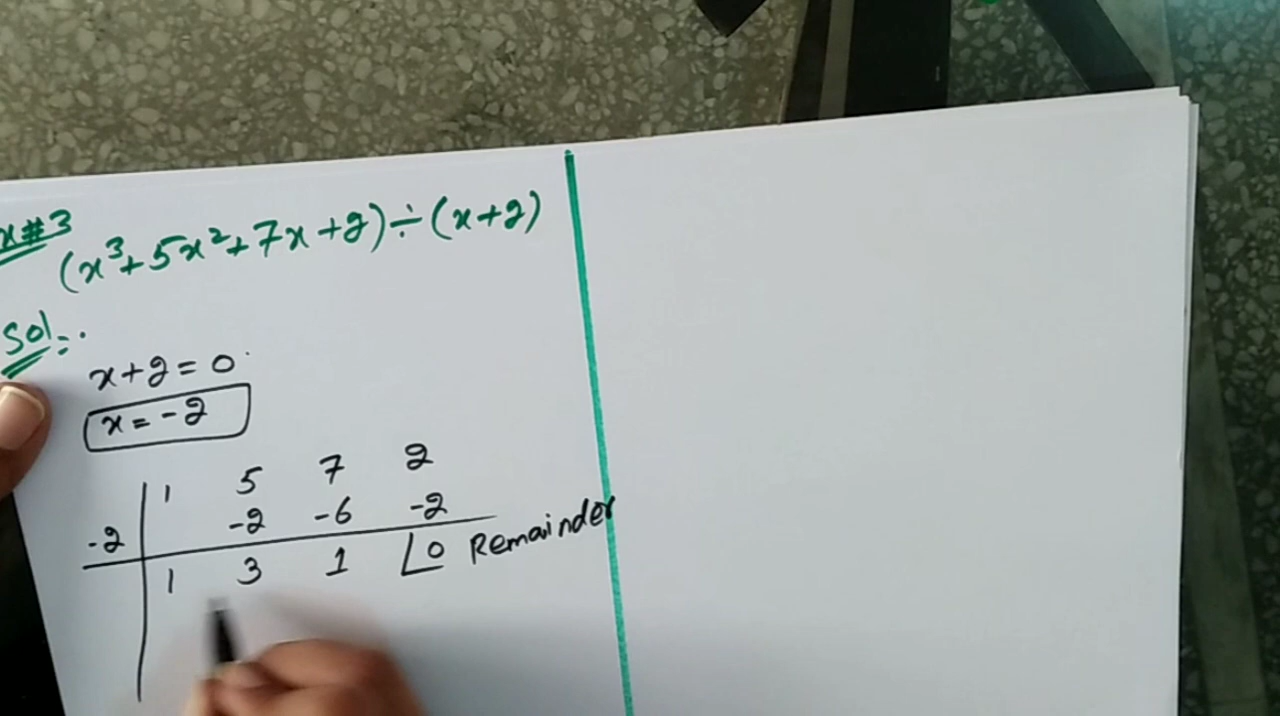 x#3
(x³+5x²+7x+2)÷(x+2)
Sol:.
x+2=0
x=-2
1 5 7 2
-2 -2 -6 -2
1 3 1 0 Remainder